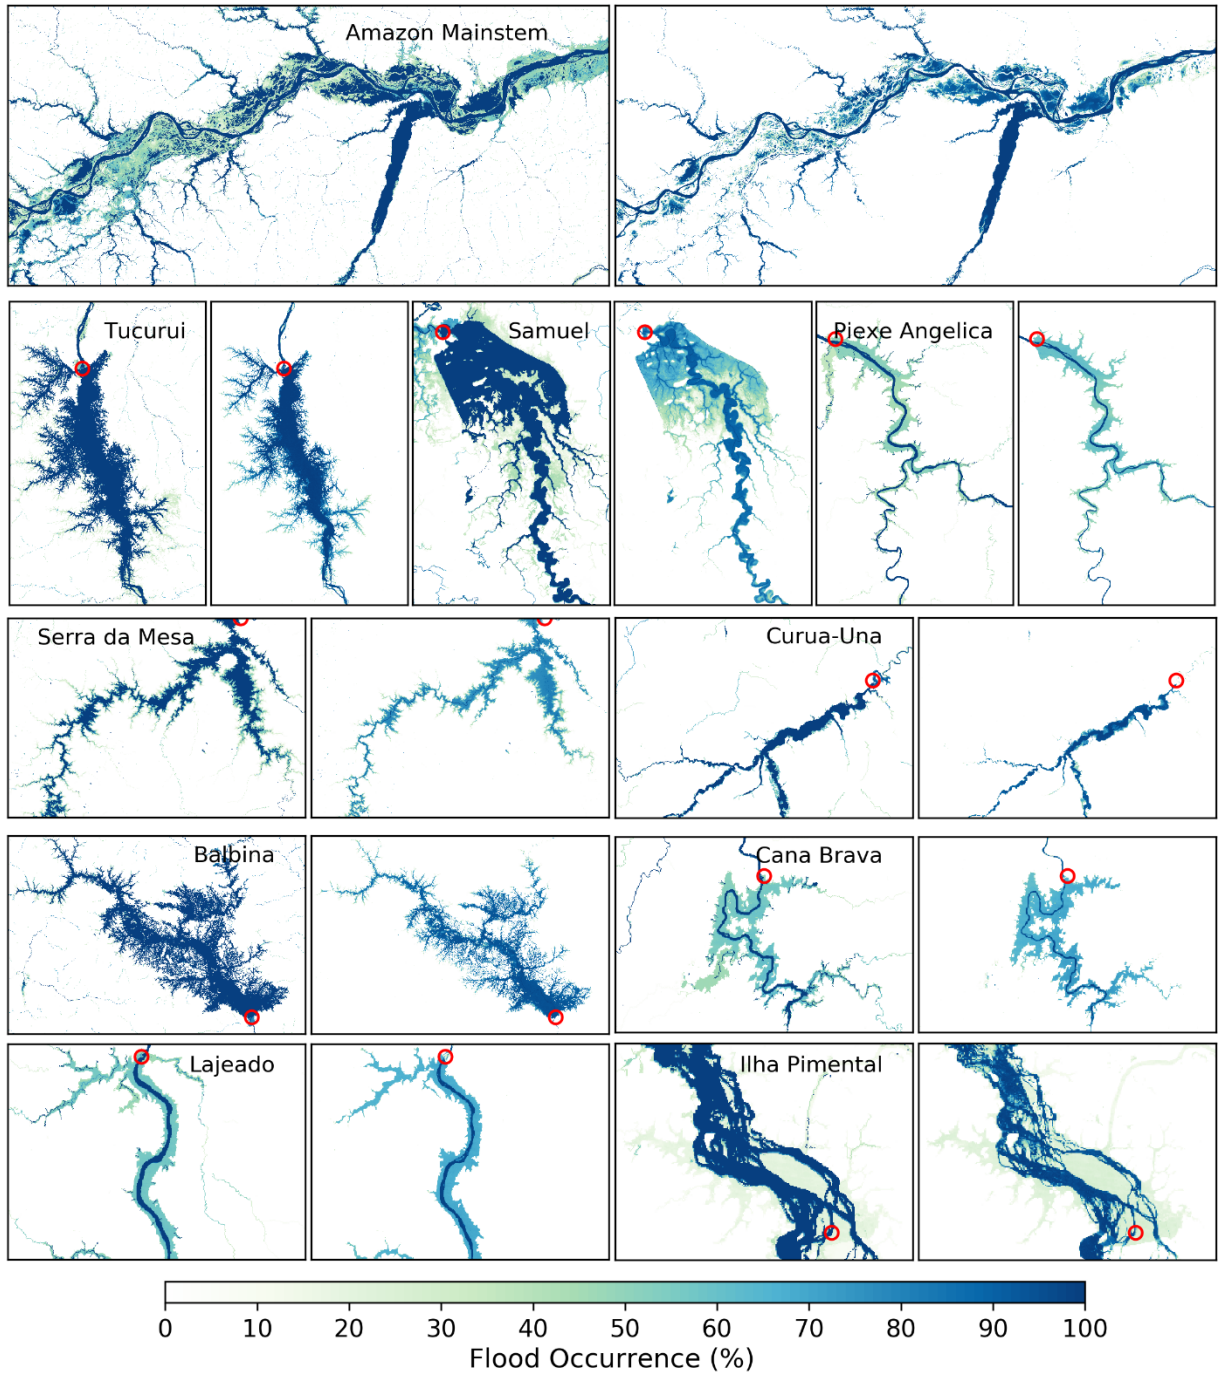 Amazon Mainstem
Tucurui
Samuel
Piexe Angelica
Serra da Mesa
Curua-Una
Balbina
Cana Brava
Lajeado
Ilha Pimental
0 10 20 30 40 50 60 70 80 90 100
Flood Occurrence (%)